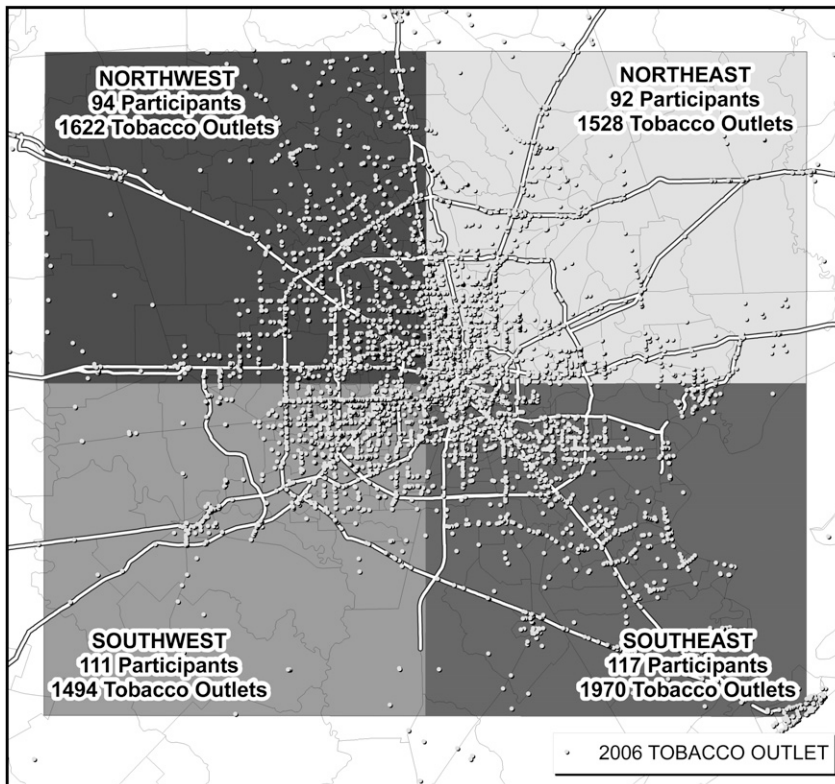 NORTHWEST
94 Participants
1622 Tobacco Outlets
NORTHEAST
92 Participants
1528 Tobacco Outlets
SOUTHWEST
111 Participants
1494 Tobacco Outlets
SOUTHEAST
117 Participants
1970 Tobacco Outlets
2006 TOBACCO OUTLET